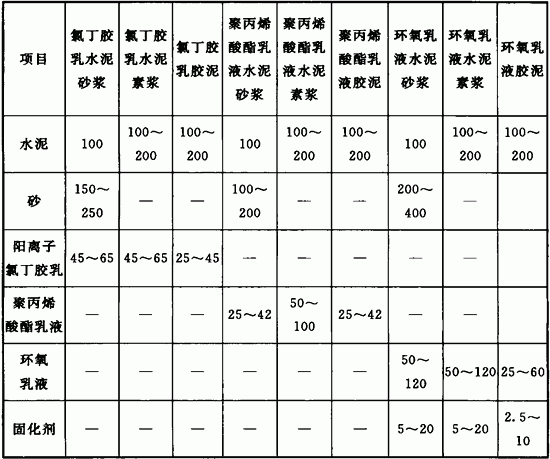 项目 氯丁胶乳水泥砂浆 氯丁胶乳水泥素浆 氯丁胶乳胶泥 聚丙烯酸酯乳液水泥砂浆 聚丙烯酸酯乳液水泥素浆 聚丙烯酸酯乳液胶泥 环氧乳液水泥砂浆 环氧乳液水泥素浆 环氧乳液胶泥
水泥 100 100～200 100～200 100 100～200 100～200 100 100～200 100～200
砂 150～250 — — 100～200 — — 200～400 —
阳离子氯丁胶乳 45～65 45～65 25～45 — — — — —
聚丙烯酸酯乳液 — — — 25～42 50～100 25～42 — —
环氧乳液 — — — — — — 50～120 50～120 25～60
固化剂 — — — — — — 5～20 5～20 2.5～10